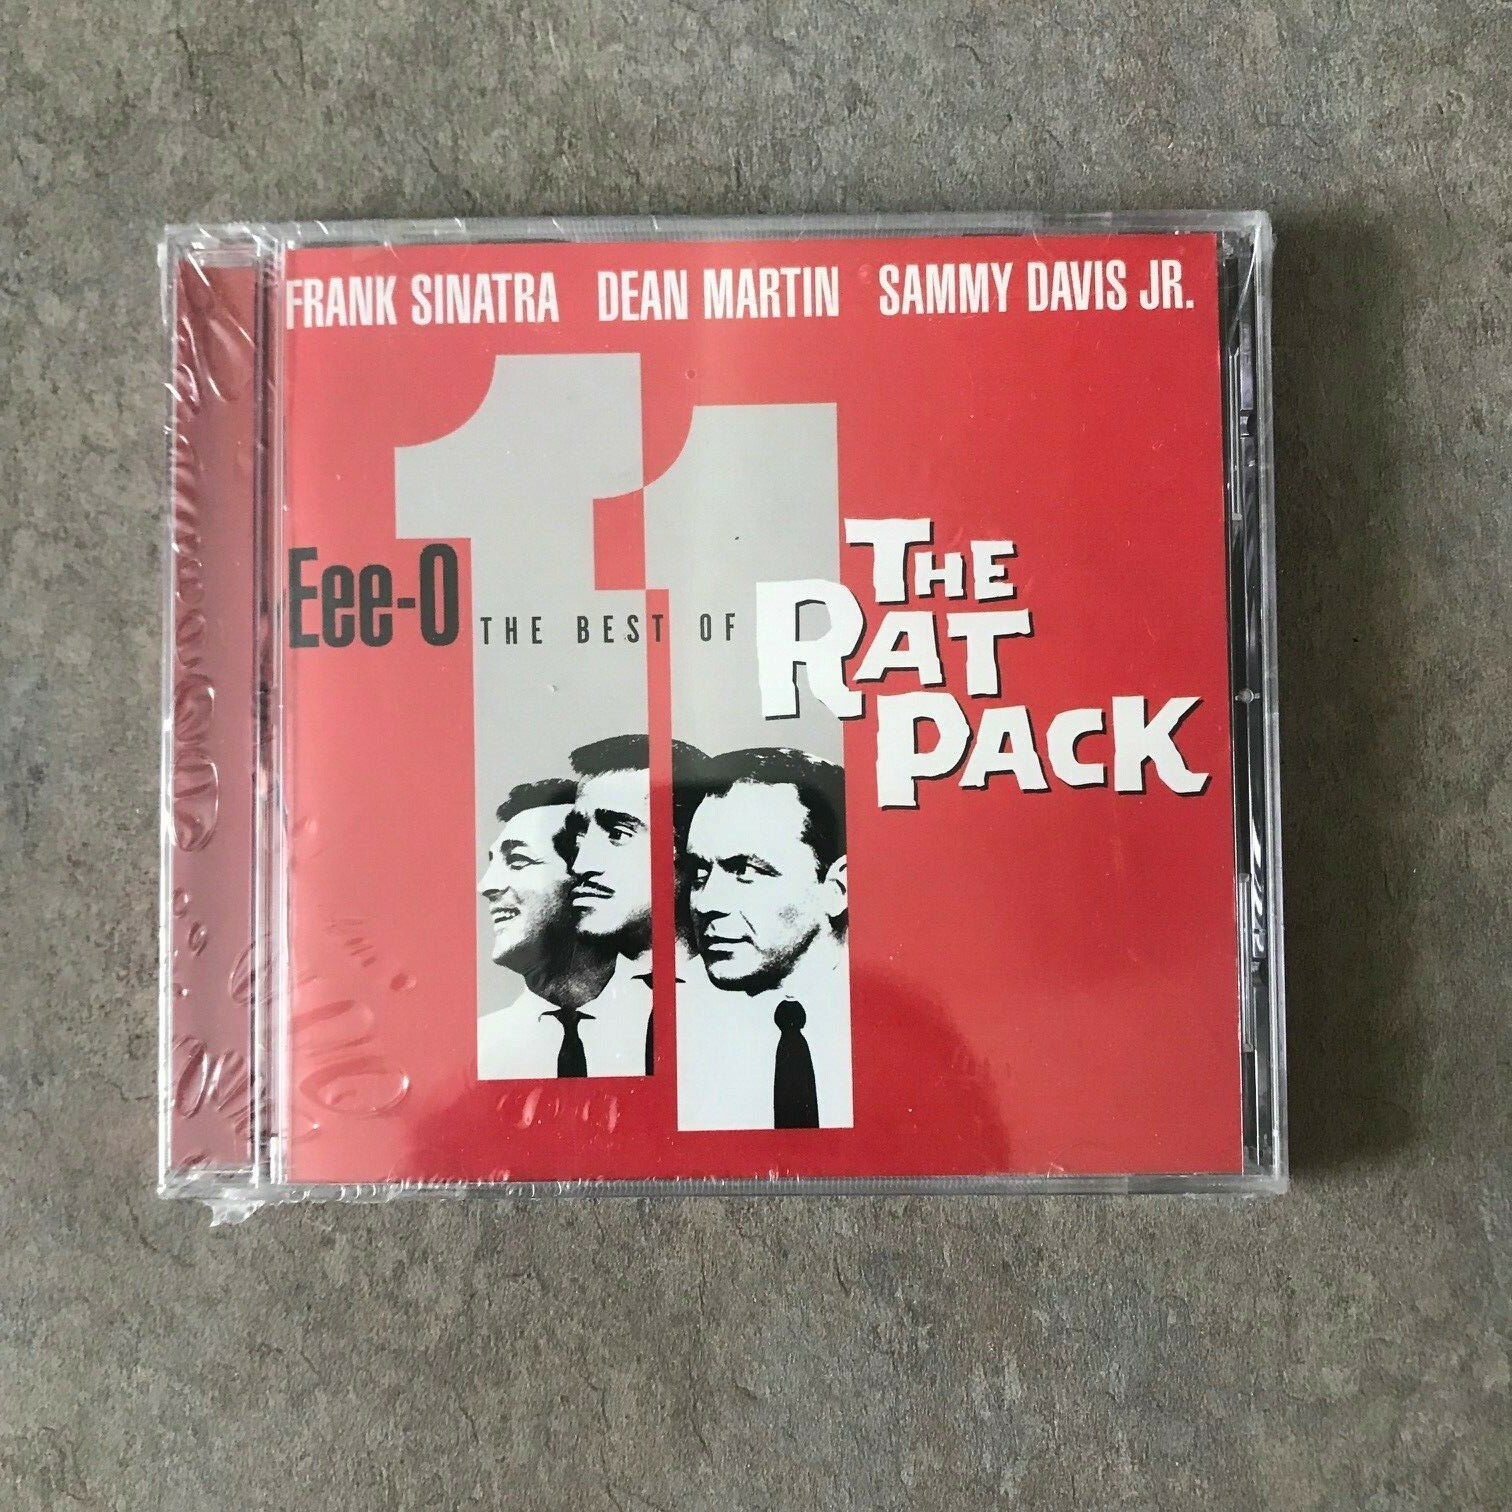 FRANK SINATRA DEAN MARTIN SAMMY DAVIS JR.
Eee-O 11
THE BEST OF
THE
RAT
PACK